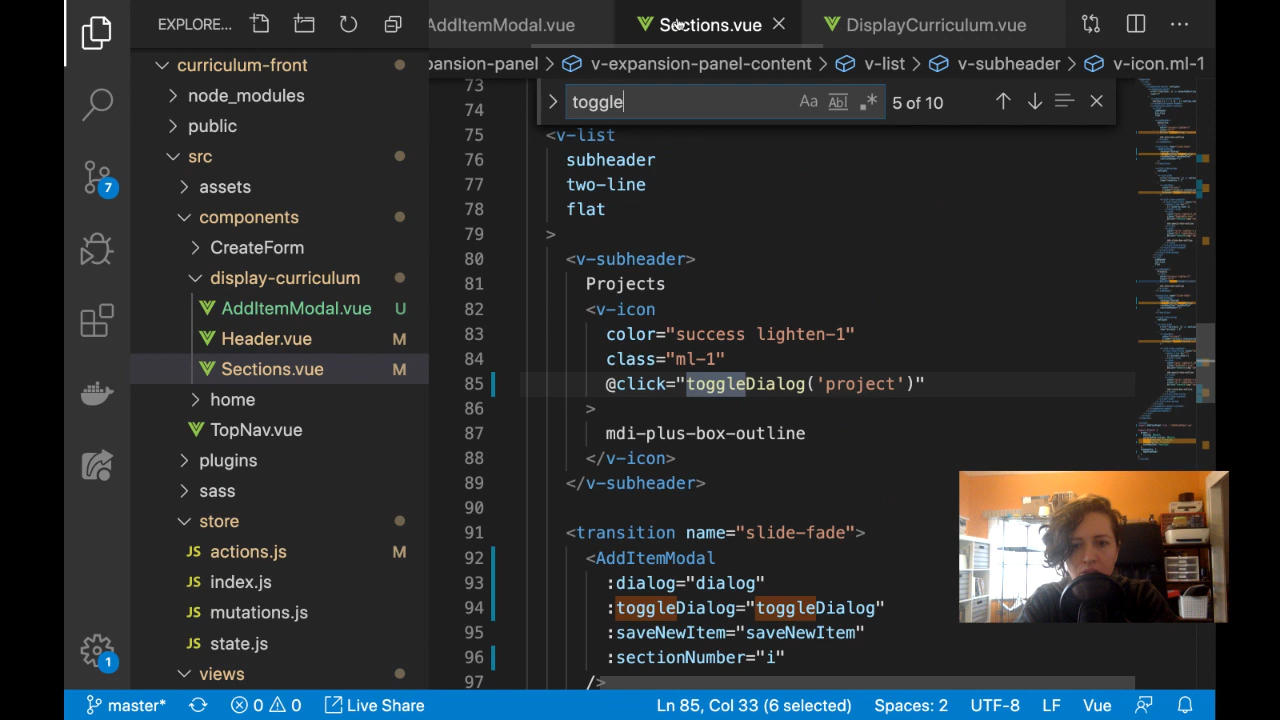 EXPLORE...
AddItemModal.vue
Sections.vue
DisplayCurriculum.vue
curriculum-front
node_modules
public
src
assets
components
CreateForm
display-curriculum
AddItemModal.vue U
Header.vue M
Sections.vue M
home
TopNav.vue
plugins
sass
store
JS actions.js M
JS index.js
JS mutations.js
JS state.js
views
7
1
pansion-panel > v-expansion-panel-content > v-list > v-subheader > v-icon.ml-1
toggle Aa Abl .* 5 of 10
73
74
75 <v-list
76 subheader
77 two-line
78 flat
79 >
80 <v-subheader>
81 Projects
<v-icon
color="success lighten-1"
84 class="ml-1"
85 @click="toggleDialog('project')"
86 >
87 mdi-plus-box-outline
88 </v-icon>
89 </v-subheader>
90
91 <transition name="slide-fade">
92 <AddItemModal
93 :dialog="dialog"
94 :toggleDialog="toggleDialog"
95 :saveNewItem="saveNewItem"
96 :sectionNumber="i"
97 />
master* 0 0 Live Share Ln 85, Col 33 (6 selected) Spaces: 2 UTF-8 LF Vue